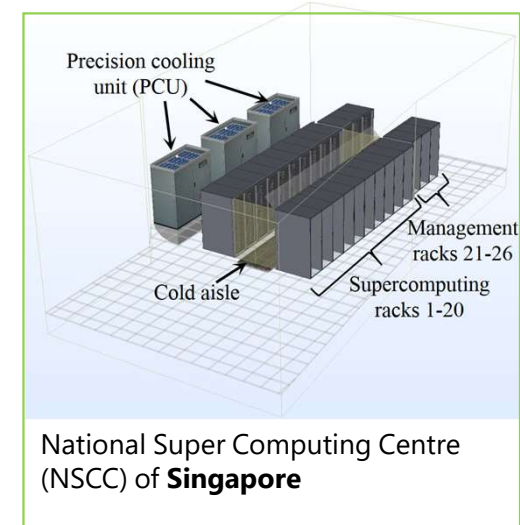 Precision cooling
unit (PCU)
Management
racks 21-26
Cold aisle
Supercomputing
racks 1-20
National Super Computing Centre
(NSCC) of Singapore